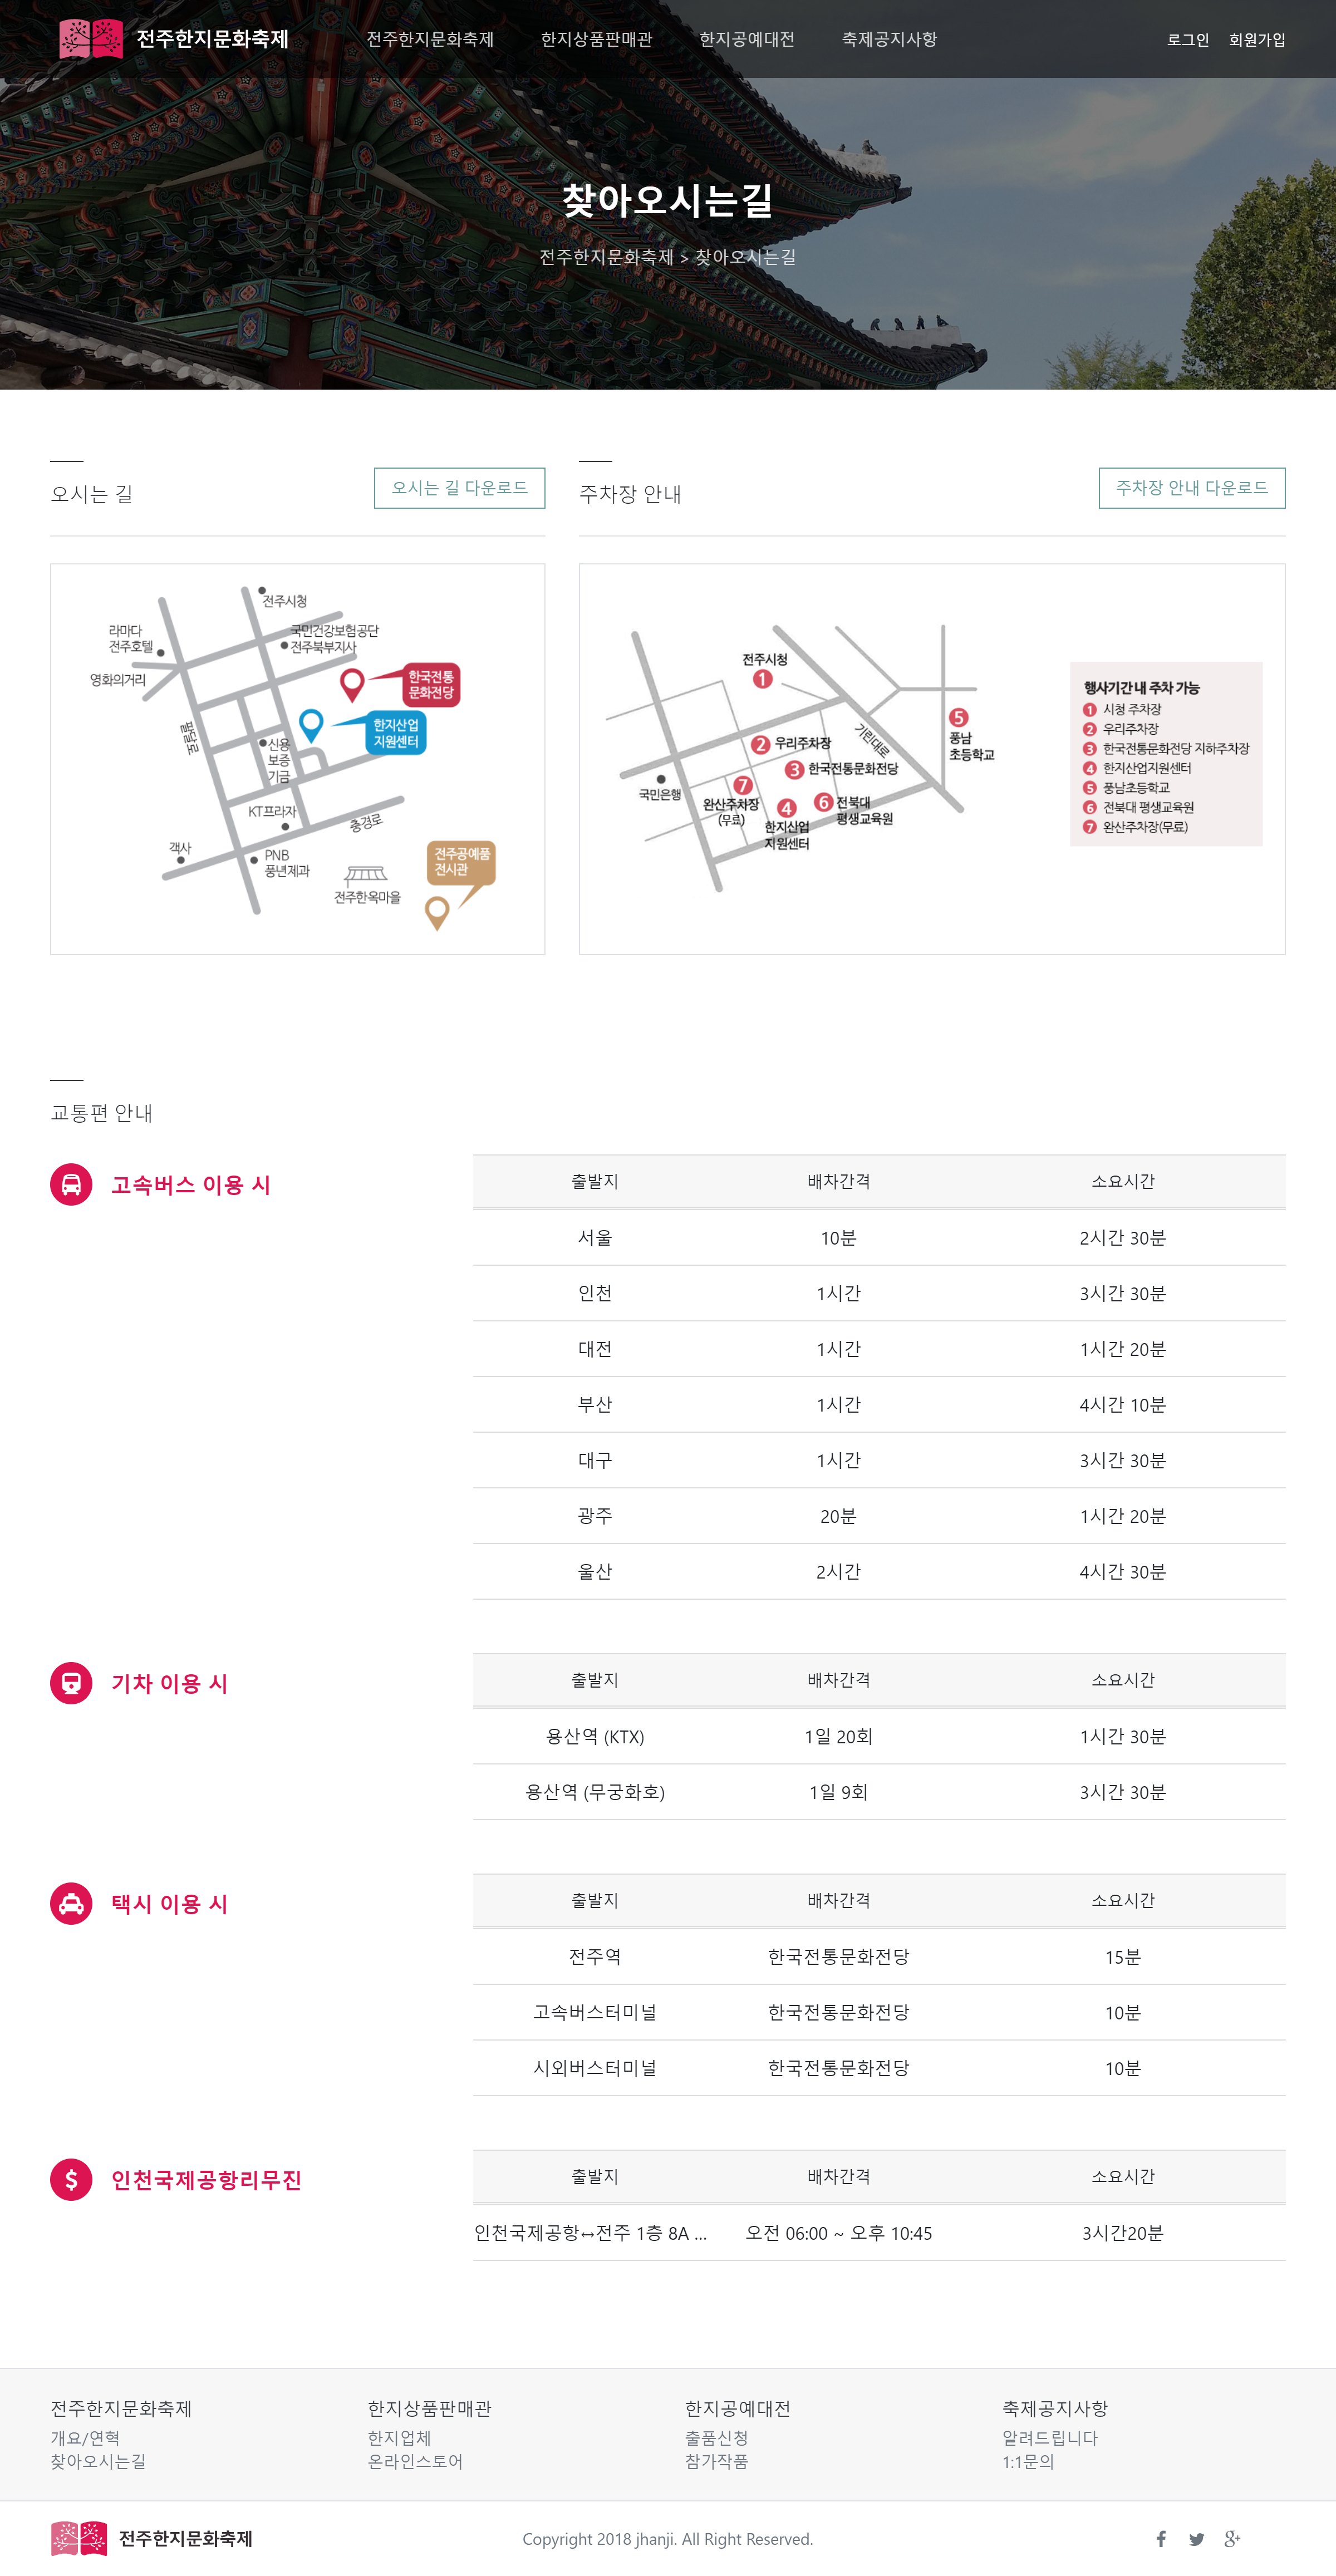 전주한지문화축제
전주한지문화축제 한지상품판매관 한지공예대전 축제공지사항
로그인 회원가입
찾아오시는길
전주한지문화축제 > 찾아오시는길
오시는 길
오시는 길 다운로드
주차장 안내
주차장 안내 다운로드
전주시청
라마다
전주호텔
국민건강보험공단
전주북부지사
영화의거리
한국전통
문화전당
한지산업
지원센터
팔달로
신용
보증
기금
KT프라자
충경로
객사
PNB
풍년제과
전주한옥마을
전주공예품
전시관
전주시청
1
2 우리주차장
3 한국전통문화전당
기린대로
5
풍남
초등학교
국민은행
7
완산주차장
(무료)
4
한지산업
지원센터
6 전북대
평생교육원
행사기간 내 주차 가능
1 시청 주차장
2 우리주차장
3 한국전통문화전당 지하주차장
4 한지산업지원센터
5 풍남초등학교
6 전북대 평생교육원
7 완산주차장(무료)
교통편 안내
고속버스 이용 시
출발지 배차간격 소요시간
서울 10분 2시간 30분
인천 1시간 3시간 30분
대전 1시간 1시간 20분
부산 1시간 4시간 10분
대구 1시간 3시간 30분
광주 20분 1시간 20분
울산 2시간 4시간 30분
기차 이용 시
출발지 배차간격 소요시간
용산역 (KTX) 1일 20회 1시간 30분
용산역 (무궁화호) 1일 9회 3시간 30분
택시 이용 시
출발지 배차간격 소요시간
전주역 한국전통문화전당 15분
고속버스터미널 한국전통문화전당 10분
시외버스터미널 한국전통문화전당 10분
인천국제공항리무진
출발지 배차간격 소요시간
인천국제공항↔전주 1층 8A ... 오전 06:00 ~ 오후 10:45 3시간20분
전주한지문화축제 한지상품판매관 한지공예대전 축제공지사항
개요/연혁 한지업체 출품신청 알려드립니다
찾아오시는길 온라인스토어 참가작품 1:1문의
전주한지문화축제
Copyright 2018 jhanji. All Right Reserved.